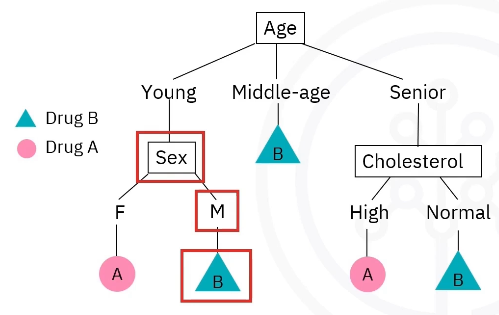 Age
Young Middle-age Senior
Drug B
Drug A
B
Sex
Cholesterol
F M High Normal
A B A B